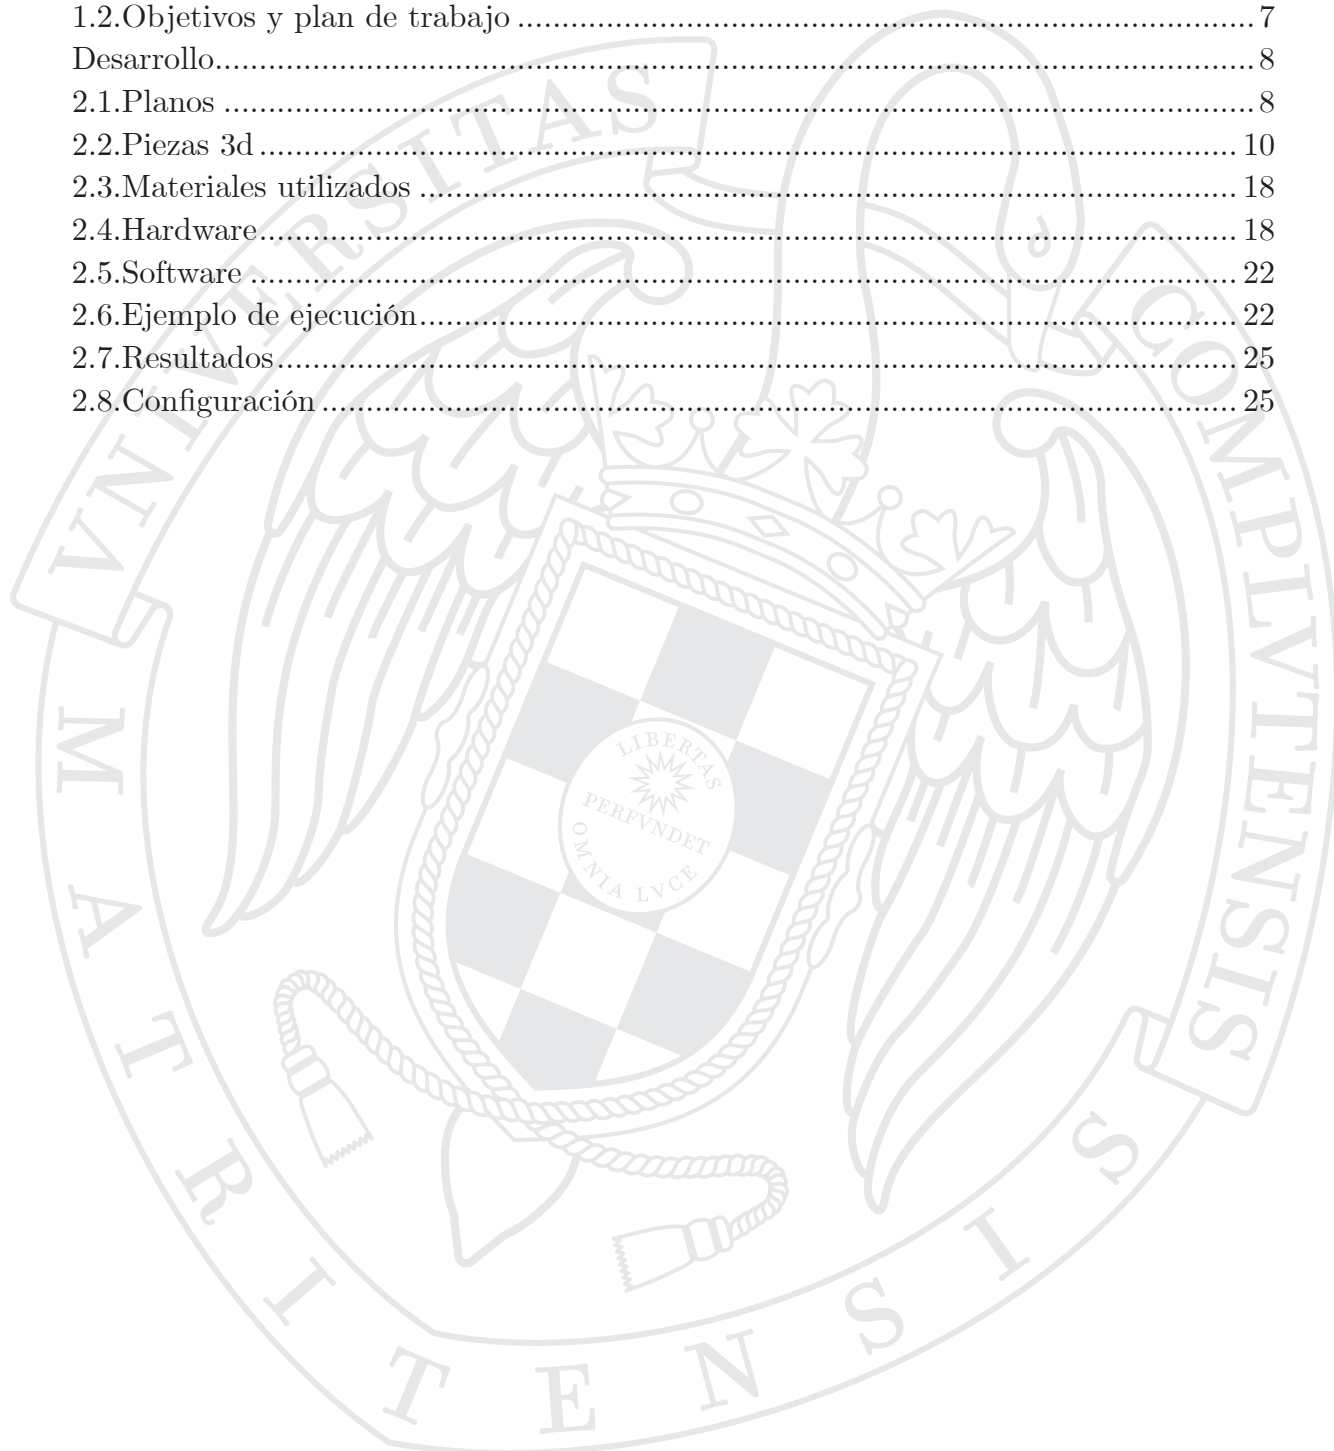 1.2.Objetivos y plan de trabajo ........ 7
Desarrollo........ 8
2.1.Planos ........ 8
2.2.Piezas 3d ........ 10
2.3.Materiales utilizados ........ 18
2.4.Hardware........ 18
2.5.Software ........ 22
2.6.Ejemplo de ejecución........ 22
2.7.Resultados........ 25
2.8.Configuración ........ 25
VNIVERSITAS
COMPLVTENSIS
MATRITENSIS
LIBERTAS
PERFVNDET
OMNIA LVCE